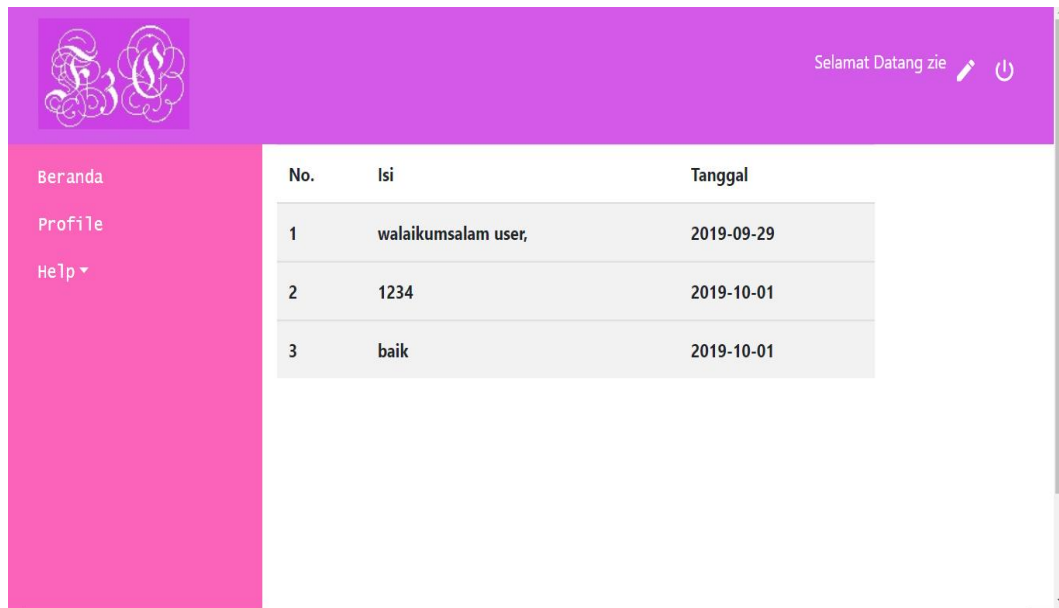 Selamat Datang zie
Beranda
Profile
Help
No. Isi Tanggal
1 walaikumsalam user, 2019-09-29
2 1234 2019-10-01
3 baik 2019-10-01